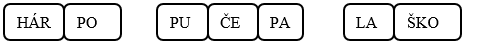 HÁR PO PU ČE PA LA ŠKO